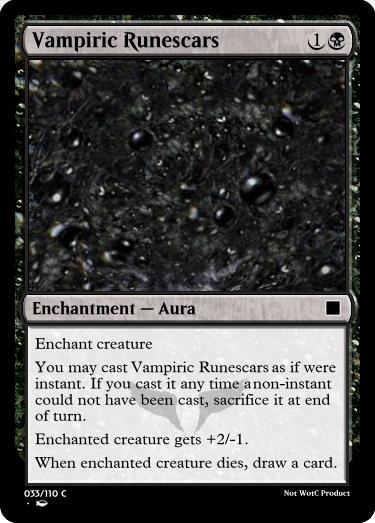 Vampiric Runescars 1
Enchantment — Aura
Enchant creature
You may cast Vampiric Runescars as if were
instant. If you cast it any time a non-instant
could not have been cast, sacrifice it at end
of turn.
Enchanted creature gets +2/-1.
When enchanted creature dies, draw a card.
033/110 C
Not WotC Product